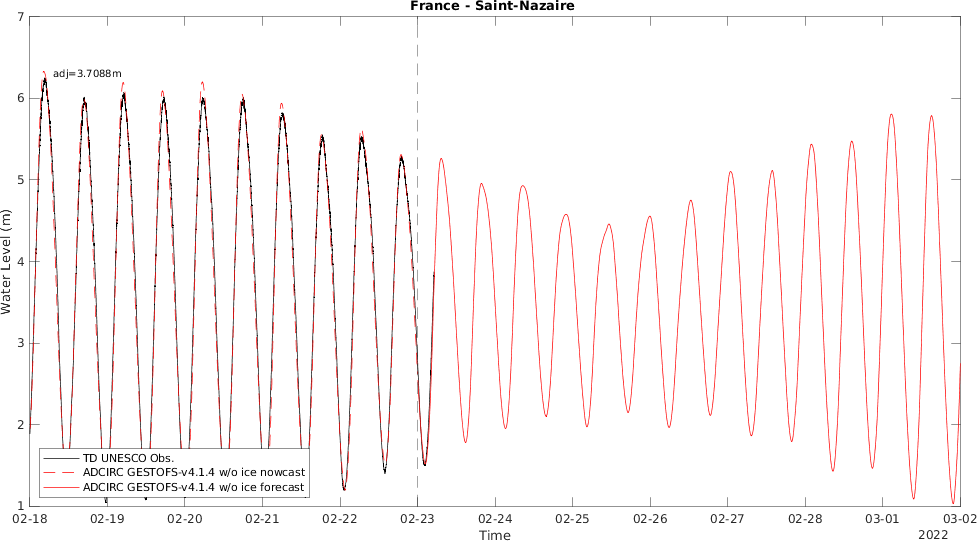 France - Saint-Nazaire
7
adj=3.7088m
6
5
4
3
2
1
Water Level (m)
TD UNESCO Obs.
ADCIRC GESTOFS-v4.1.4 w/o ice nowcast
ADCIRC GESTOFS-v4.1.4 w/o ice forecast
02-18 02-19 02-20 02-21 02-22 02-23 02-24 02-25 02-26 02-27 02-28 03-01 03-02
Time
2022